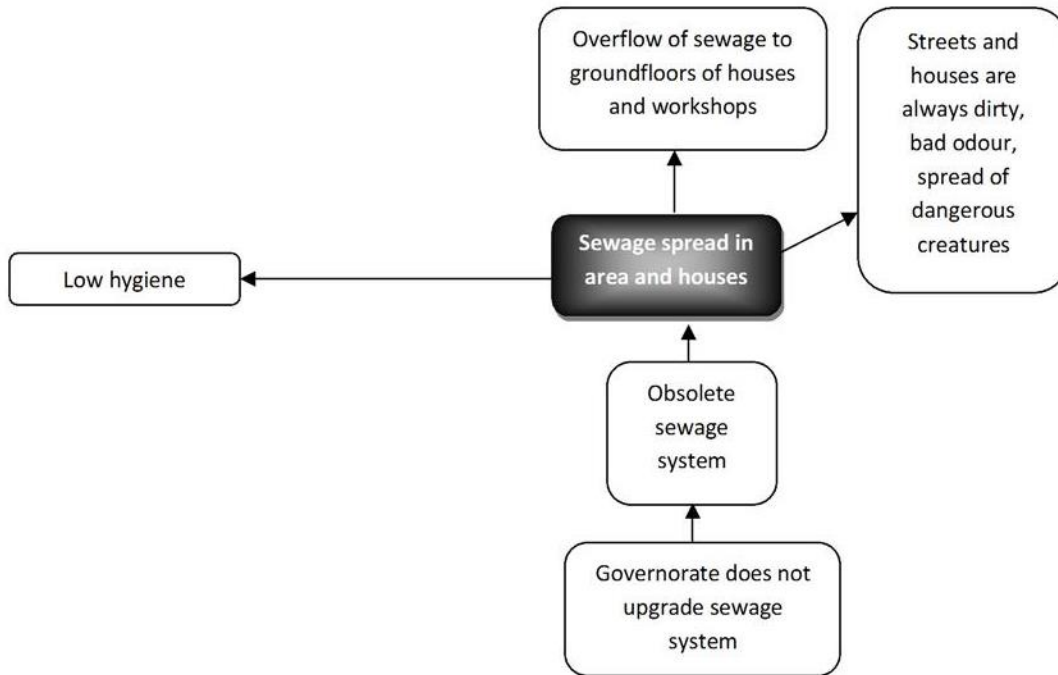 Overflow of sewage to
groundfloors of houses
and workshops
Streets and
houses are
always dirty,
bad odour,
spread of
dangerous
creatures
Sewage spread in
area and houses
Low hygiene
Obsolete
sewage
system
Governorate does not
upgrade sewage
system